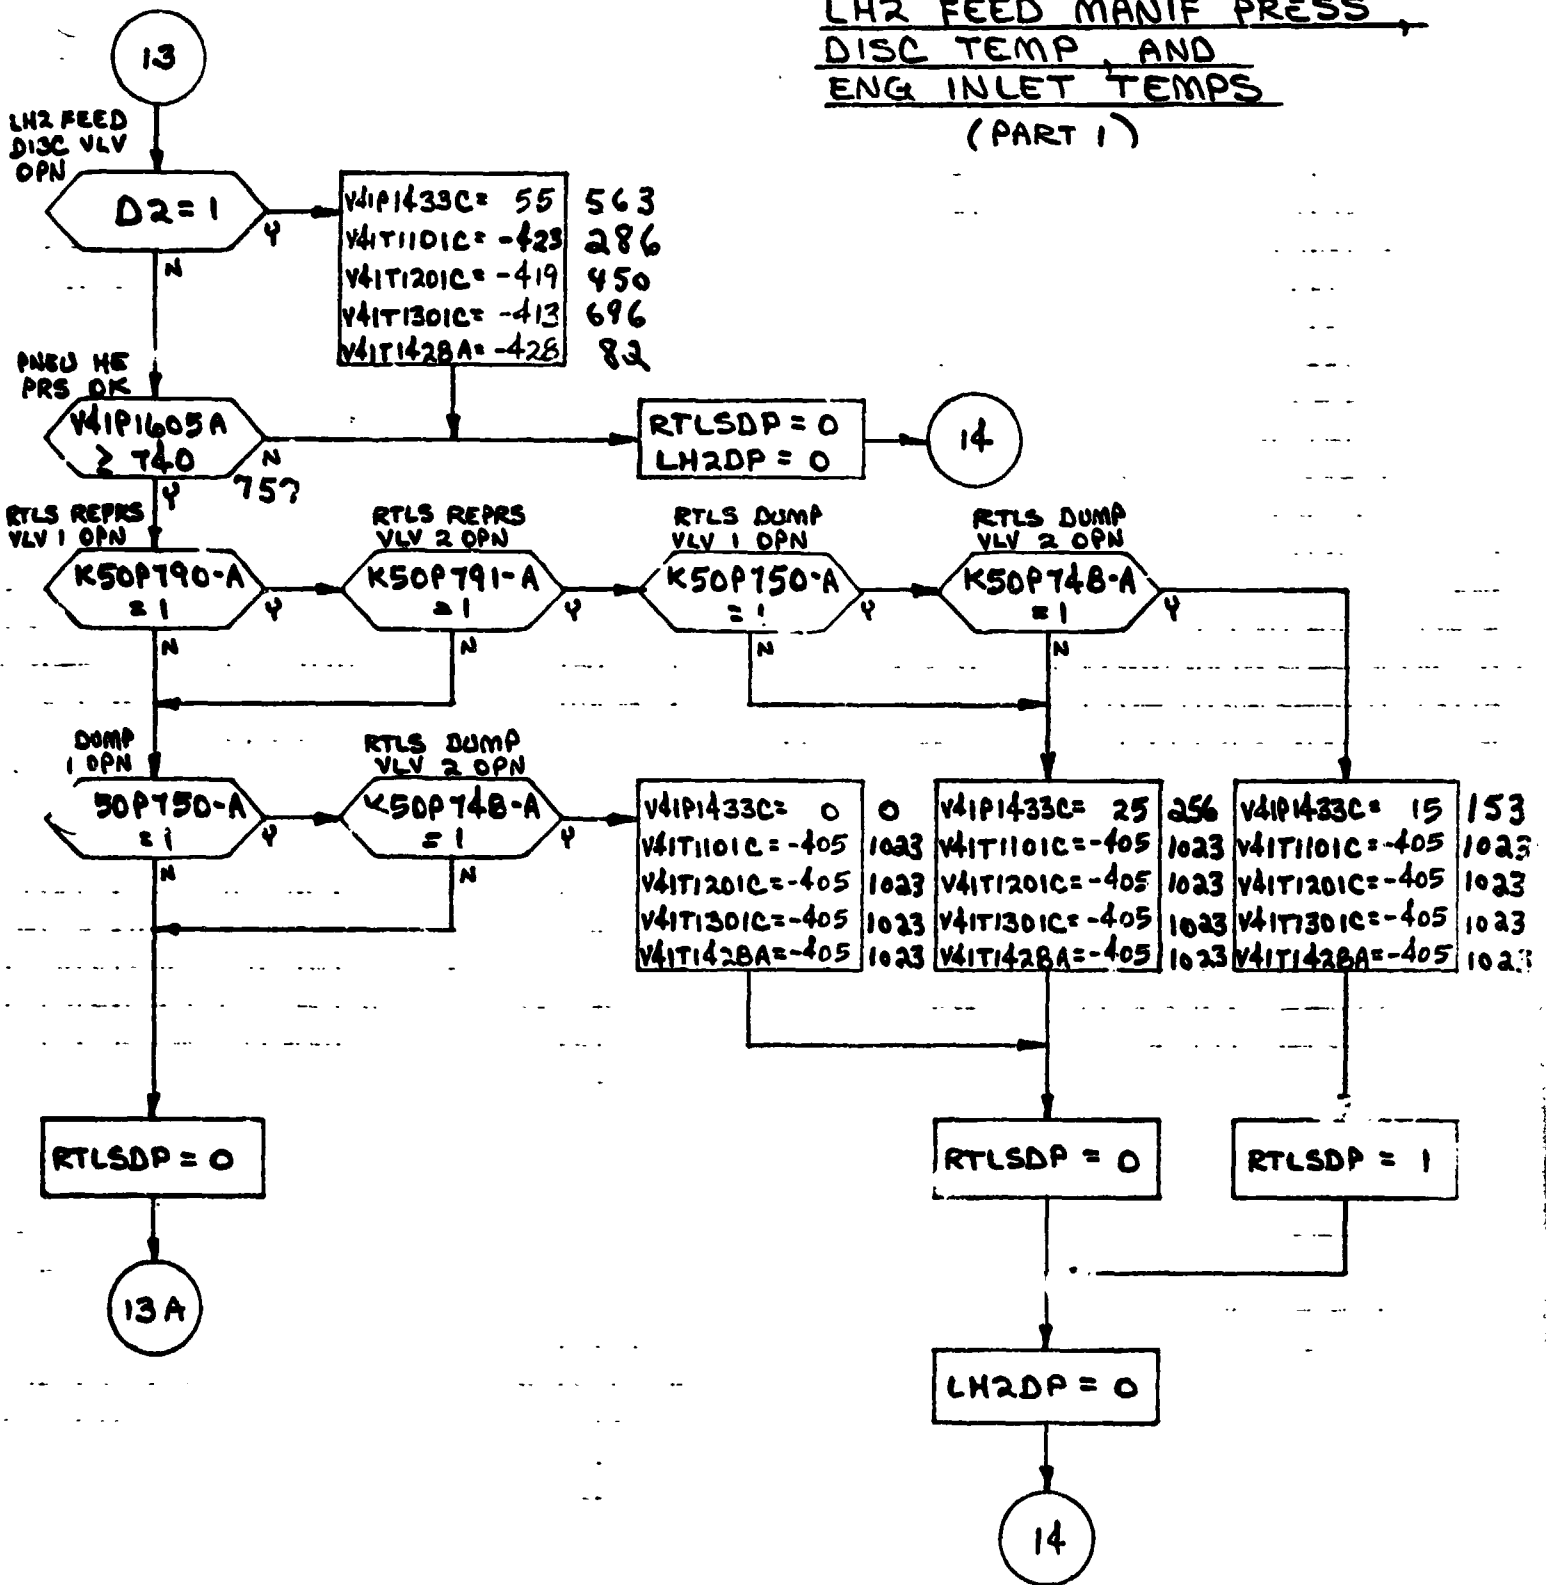 LH2 FEED MANIF PRESS,
DISC TEMP, AND
ENG INLET TEMPS
(PART 1)
13
LH2 FEED
DISC VLV
OPN
D2 = 1
Y
N
V41P1433C = 55 563
V41T1101C = -423 286
V41T1201C = -419 450
V41T1301C = -413 696
V41T1428A = -428 82
PNEU HE
PRS OK
V41P1605A
≥ 740
N
757
Y
RTLSDP = 0
LH2DP = 0
14
RTLS REPRS
VLV 1 OPN
K50P790-A
= 1
Y
N
RTLS REPRS
VLV 2 OPN
K50P791-A
= 1
Y
N
RTLS DUMP
VLV 1 OPN
K50P750-A
= 1
Y
N
RTLS DUMP
VLV 2 OPN
K50P748-A
= 1
Y
N
DUMP
1 OPN
50P750-A
= 1
Y
N
RTLS DUMP
VLV 2 OPN
K50P748-A
= 1
Y
N
V41P1433C = 0 0
V41T1101C = -405 1023
V41T1201C = -405 1023
V41T1301C = -405 1023
V41T1428A = -405 1023
V41P1433C = 25 256
V41T1101C = -405 1023
V41T1201C = -405 1023
V41T1301C = -405 1023
V41T1428A = -405 1023
V41P1433C = 15 153
V41T1101C = -405 1023
V41T1201C = -405 1023
V41T1301C = -405 1023
V41T1428A = -405 1023
RTLSDP = 0
RTLSDP = 0
RTLSDP = 1
13A
LH2DP = 0
14